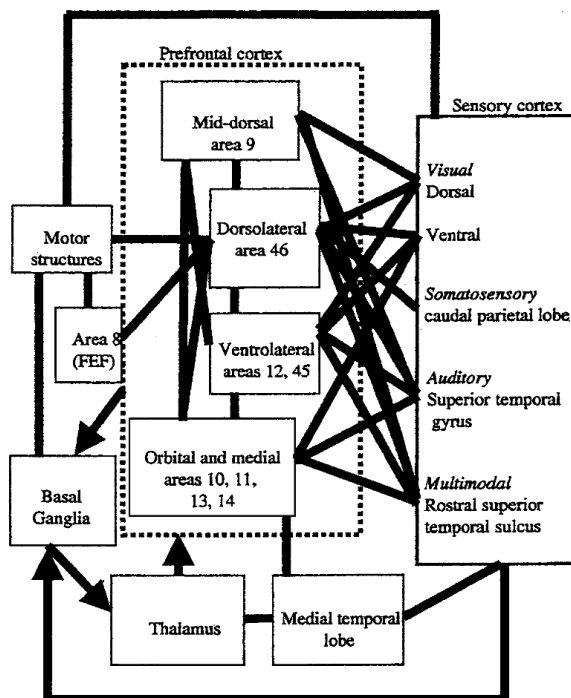 Prefrontal cortex
Mid-dorsal
area 9
Sensory cortex
Visual
Dorsal
Ventral
Somatosensory
caudal parietal lobe
Auditory
Superior temporal
gyrus
Multimodal
Rostral superior
temporal sulcus
Dorsolateral
area 46
Motor
structures
Area 8
(FEF)
Ventrolateral
areas 12, 45
Orbital and medial
areas 10, 11,
13, 14
Basal
Ganglia
Thalamus
Medial temporal
lobe